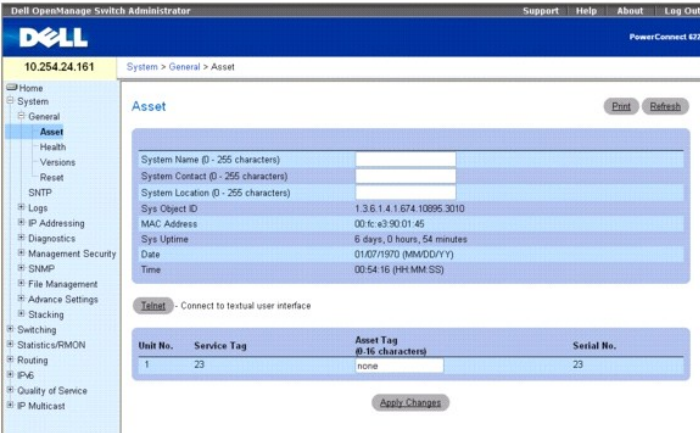 Dell OpenManage Switch Administrator
Support Help About Log Out
DELL
PowerConnect 622
10.254.24.161
System > General > Asset
Home
System
General
Asset
Health
Versions
Reset
SNTP
Logs
IP Addressing
Diagnostics
Management Security
SNMP
File Management
Advance Settings
Stacking
Switching
Statistics/RMON
Routing
IPv6
Quality of Service
IP Multicast
Asset
Print Refresh
System Name (0 - 255 characters)
System Contact (0 - 255 characters)
System Location (0 - 255 characters)
Sys Object ID 1.3.6.1.4.1.674.10895.3010
MAC Address 00:fc:e3:90:01:45
Sys Uptime 6 days, 0 hours, 54 minutes
Date 01/07/1970 (MM/DD/YY)
Time 00:54:16 (HH:MM:SS)
Telnet - Connect to textual user interface
Unit No. Service Tag Asset Tag (0-16 characters) Serial No.
1 23 none 23
Apply Changes